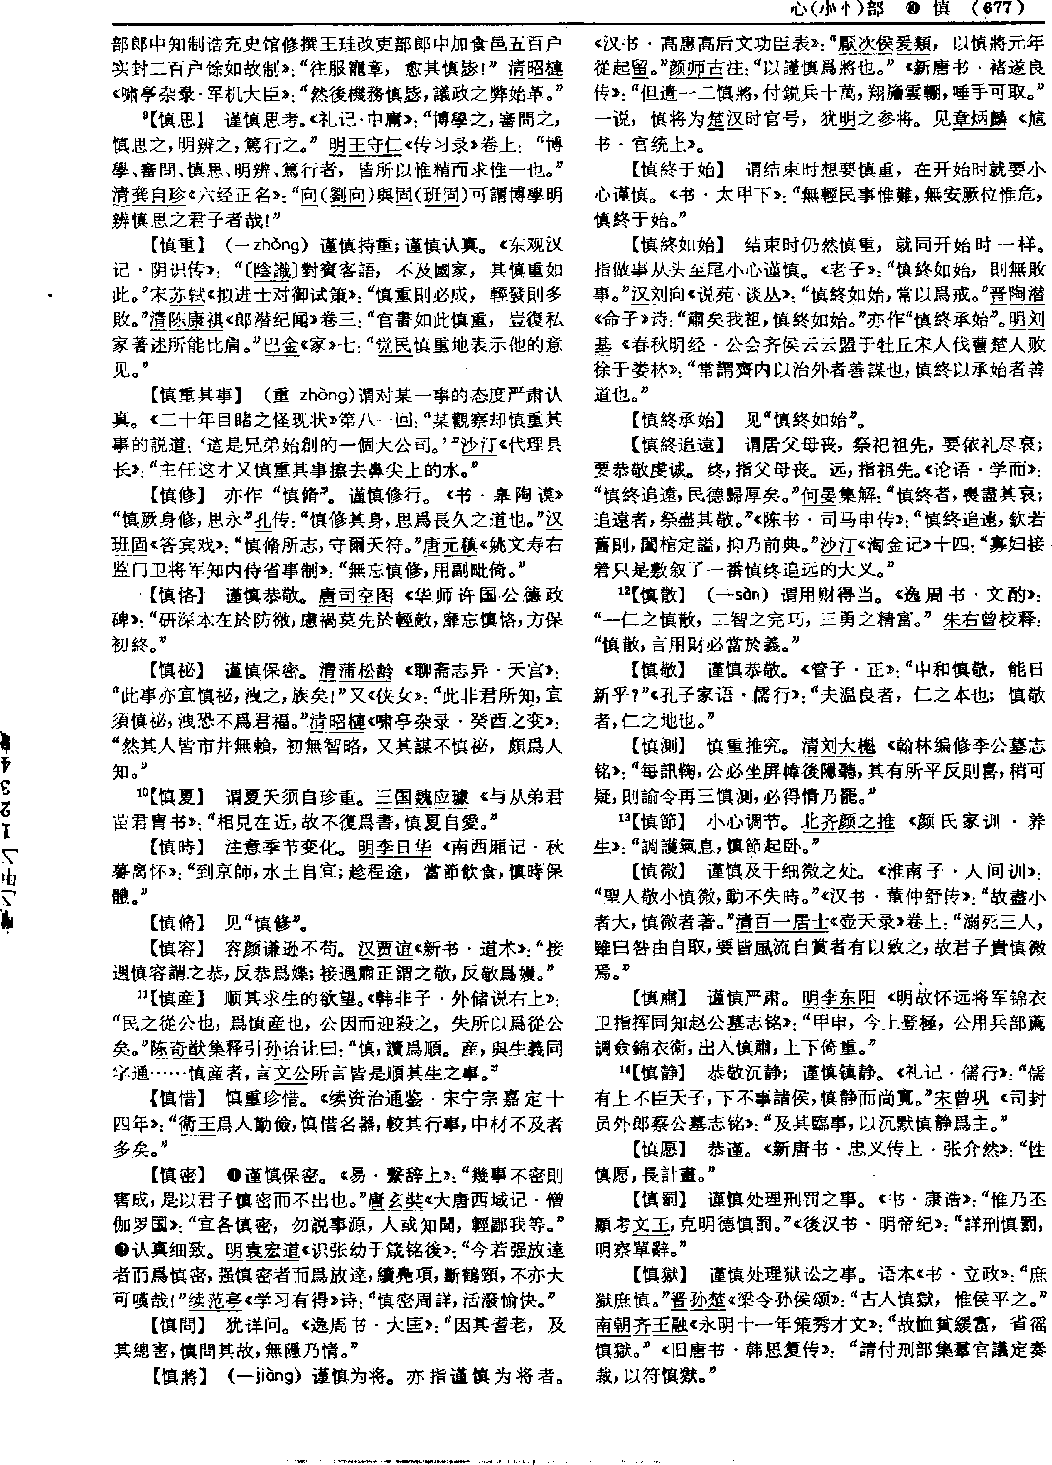 心(小忄)部 ❿ 慎 (677)
部郎中知制诰充史馆修撰王珪改吏部郎中加食邑五百户
实封二百户馀如故制》:“往服寵章，愈其慎毖!”清昭槤
《啸亭杂录·军机大臣》:“然後機務慎毖,議政之弊始革。”
⁹【慎思】 谨慎思考。《礼记·中庸》:“博學之,審問之,
慎思之,明辨之,篤行之。” 明王守仁《传习录》卷上: “博
學、審問、慎思、明辨、篤行者，皆所以惟精而求惟一也。”
清龚自珍《六经正名》:“向(劉向)與固(班固)可謂博學明
辨慎思之君子者哉!”
【慎重】 (—zhòng) 谨慎持重;谨慎认真。《东观汉
记·阴识传》: “〔陰識〕對賓客語，不及國家，其慎重如
此。”宋苏轼《拟进士对御试策》:“慎重則必成，輕發則多
敗。”清陈康祺《郎潜纪闻》卷三:“官書如此慎重，豈復私
家著述所能比肩。”巴金《家》七:“觉民慎重地表示他的意
见。”
【慎重其事】 (重 zhòng)谓对某一事的态度严肃认
真。《二十年目睹之怪现状》第八一回:“某觀察却慎重其
事的説道:‘這是兄弟始創的一個大公司。’”沙汀《代理县
长》:“主任这才又慎重其事擦去鼻尖上的水。”
【慎修】 亦作“慎脩”。谨慎修行。《书·皋陶谟》
“慎厥身修,思永”孔传:“慎修其身,思爲長久之道也。”汉
班固《答宾戏》:“慎脩所志,守爾天符。”唐元稹《姚文寿右
监门卫将军知内侍省事制》:“無忘慎修,用副毗倚。”
【慎恪】 谨慎恭敬。唐司空图《华师许国公德政
碑》:“研深本在於防微,慮禍莫先於輕敵,靡忘慎恪,方保
初終。”
【慎祕】 谨慎保密。清蒲松龄《聊斋志异·天宫》:
“此事亦宜慎祕,洩之,族矣!”又《侠女》:“此非君所知,宜
須慎祕,洩恐不爲君福。”清昭槤《啸亭杂录·癸酉之变》:
“然其人皆市井無賴，初無智略，又其謀不慎祕，頗爲人
知。”
¹⁰【慎夏】 谓夏天须自珍重。三国魏应璩《与从弟君
苗君胄书》:“相見在近,故不復爲書,慎夏自愛。”
【慎時】 注意季节变化。明李日华《南西厢记·秋
暮离怀》:“到京師,水土自宜;趁程途，當節飲食,慎時保
體。”
【慎脩】 见“慎修”。
【慎容】 容颜谦逊不苟。汉贾谊《新书·道术》:“接
遇慎容謂之恭,反恭爲媟;接遇肅正謂之敬,反敬爲嫚。”
¹¹【慎産】 顺其求生的欲望。《韩非子·外储说右上》:
“民之從公也，爲慎産也，公因而迎殺之，失所以爲從公
矣。”陈奇猷集释引孙诒让曰:“慎,讀爲順。産,與生義同
字通……慎産者,言文公所言皆是順其生之事。”
【慎惜】 慎重珍惜。《续资治通鉴·宋宁宗嘉定十
四年》:“衛王爲人勤儉,慎惜名器,較其行事,中材不及者
多矣。”
【慎密】 ❶谨慎保密。《易·繫辞上》:“幾事不密則
害成,是以君子慎密而不出也。”唐玄奘《大唐西域记·僧
伽罗国》:“宜各慎密，勿説事源，人或知聞，輕鄙我等。”
❷认真细致。明袁宏道《识张幼于箴铭後》:“今若强放達
者而爲慎密,强慎密者而爲放達,續凫項,斷鶴頸,不亦大
可嘆哉!”续范亭《学习有得》诗:“慎密周詳,活潑愉快。”
【慎問】 犹详问。《逸周书·大匡》:“因其耆老，及
其總害,慎問其故,無隱乃情。”
【慎將】 (—jiàng) 谨慎为将。亦指谨慎为将者。
《汉书·高惠高后文功臣表》:“厭次侯爰類，以慎將元年
從起留。”颜师古注:“以謹慎爲將也。” 《新唐书·褚遂良
传》:“但遣一二慎將,付鋭兵十萬,翔旝雲輣,唾手可取。”
一说，慎将为楚汉时官号，犹明之参将。见章炳麟《訄
书·官统上》。
【慎終于始】 谓结束时想要慎重，在开始时就要小
心谨慎。《书·太甲下》:“無輕民事惟難,無安厥位惟危,
慎終于始。”
【慎終如始】 结束时仍然慎重，就同开始时一样。
指做事从头至尾小心谨慎。《老子》:“慎終如始，則無敗
事。”汉刘向《说苑·谈丛》:“慎終如始,常以爲戒。”晋陶潜
《命子》诗:“肅矣我祖,慎終如始。”亦作“慎終承始”。明刘
基《春秋明经·公会齐侯云云盟于牡丘宋人伐曹楚人败
徐于娄林》:“常謂齊内以治外者善謀也,慎終以承始者善
道也。”
【慎終承始】 见“慎終如始”。
【慎終追遠】 谓居父母丧，祭祀祖先，要依礼尽哀;
要恭敬虔诚。终,指父母丧。远,指祖先。《论语·学而》:
“慎終追遠,民德歸厚矣。”何晏集解:“慎終者,喪盡其哀;
追遠者,祭盡其敬。”《陈书·司马申传》:“慎終追遠,欽若
舊則,闔棺定謚,抑乃前典。”沙汀《淘金记》十四:“寡妇接
着只是敷叙了一番慎终追远的大义。”
¹²【慎散】 (—sàn) 谓用财得当。《逸周书·文酌》:
“一仁之慎散，二智之完巧，三勇之精富。” 朱右曾校释:
“慎散,言用財必當於義。”
【慎敬】 谨慎恭敬。《管子·正》:“中和慎敬，能日
新乎?”《孔子家语·儒行》:“夫温良者，仁之本也; 慎敬
者,仁之地也。”
【慎測】 慎重推究。清刘大櫆《翰林编修李公墓志
铭》:“每訊鞫,公必坐屏幛後隱聽,其有所平反則喜,稍可
疑,則諭令再三慎測,必得情乃罷。”
¹³【慎節】 小心调节。北齐颜之推《颜氏家训·养
生》:“調護氣息,慎節起卧。”
【慎微】 谨慎及于细微之处。《淮南子·人间训》:
“聖人敬小慎微,動不失時。”《汉书·董仲舒传》:“故盡小
者大,慎微者著。”清百一居士《壶天录》卷上:“溺死三人,
雖曰咎由自取,要皆風流自賞者有以致之,故君子貴慎微
焉。”
【慎肅】 谨慎严肃。明李东阳《明故怀远将军锦衣
卫指挥同知赵公墓志铭》:“甲申，今上登極，公用兵部薦
調僉錦衣衛,出入慎肅,上下倚重。”
¹⁴【慎静】 恭敬沉静; 谨慎镇静。《礼记·儒行》:“儒
有上不臣天子,下不事諸侯,慎静而尚寬。”宋曾巩《司封
员外郎蔡公墓志铭》:“及其臨事,以沉默慎静爲主。”
【慎愿】 恭谨。《新唐书·忠义传上·张介然》:“性
慎愿,長計畫。”
【慎罰】 谨慎处理刑罚之事。《书·康诰》:“惟乃丕
顯考文王,克明德慎罰。”《後汉书·明帝纪》:“詳刑慎罰,
明察單辭。”
【慎獄】 谨慎处理狱讼之事。语本《书·立政》:“庶
獄庶慎。”晋孙楚《梁令孙侯颂》:“古人慎獄，惟侯平之。”
南朝齐王融《永明十一年策秀才文》:“故恤貧緩富，省徭
慎獄。” 《旧唐书·韩思复传》: “請付刑部集羣官議定奏
裁,以符慎獄。”